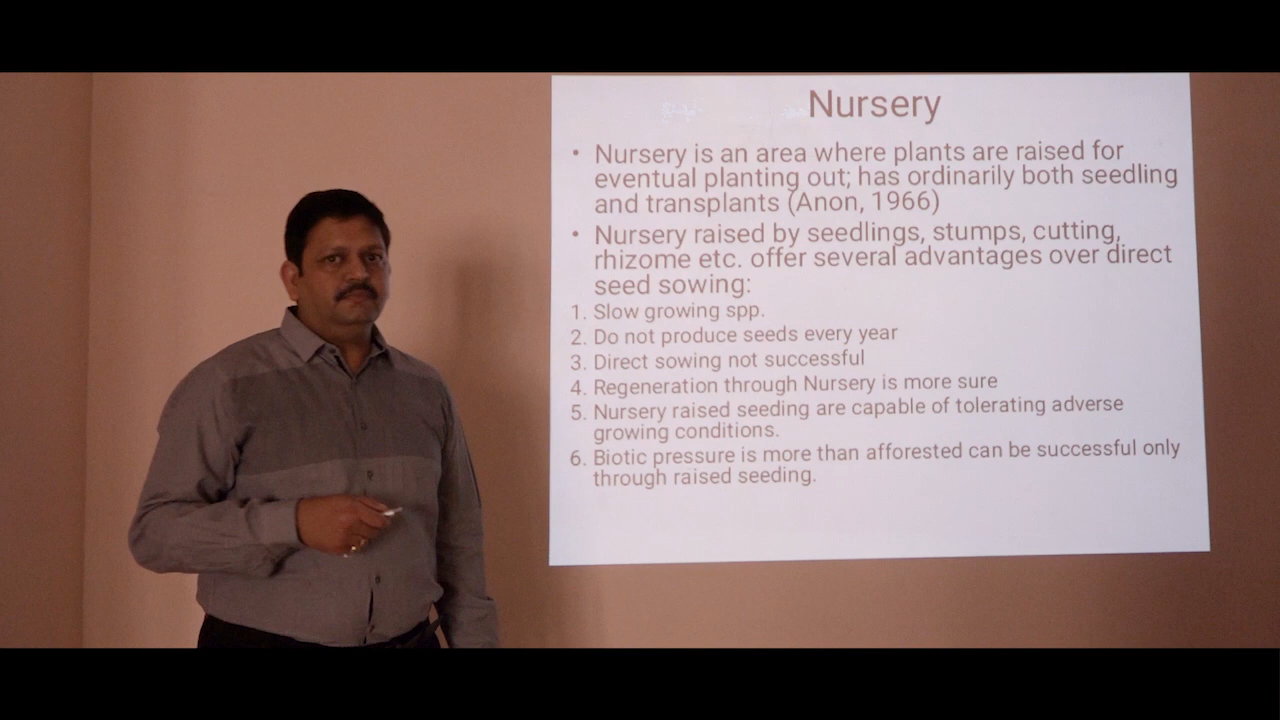 Nursery
• Nursery is an area where plants are raised for
eventual planting out; has ordinarily both seedling
and transplants (Anon, 1966)
• Nursery raised by seedlings, stumps, cutting,
rhizome etc. offer several advantages over direct
seed sowing:
1. Slow growing spp.
2. Do not produce seeds every year
3. Direct sowing not successful
4. Regeneration through Nursery is more sure
5. Nursery raised seeding are capable of tolerating adverse
growing conditions.
6. Biotic pressure is more than afforested can be successful only
through raised seeding.